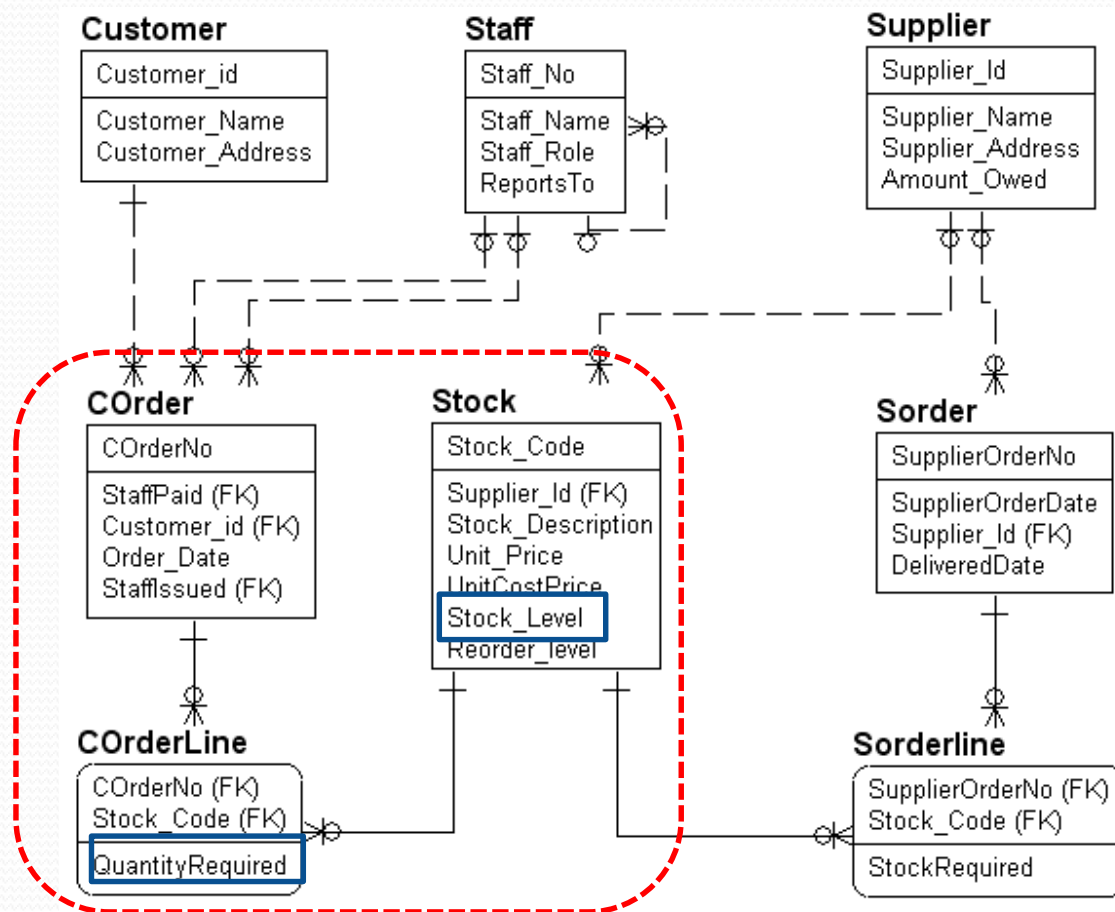 Customer
Customer_id
Customer_Name
Customer_Address
Staff
Staff_No
Staff_Name
Staff_Role
ReportsTo
Supplier
Supplier_Id
Supplier_Name
Supplier_Address
Amount_Owed
COrder
COrderNo
StaffPaid (FK)
Customer_id (FK)
Order_Date
StaffIssued (FK)
Stock
Stock_Code
Supplier_Id (FK)
Stock_Description
Unit_Price
UnitCostPrice
Stock_Level
Reorder_level
Sorder
SupplierOrderNo
SupplierOrderDate
Supplier_Id (FK)
DeliveredDate
COrderLine
COrderNo (FK)
Stock_Code (FK)
QuantityRequired
Sorderline
SupplierOrderNo (FK)
Stock_Code (FK)
StockRequired